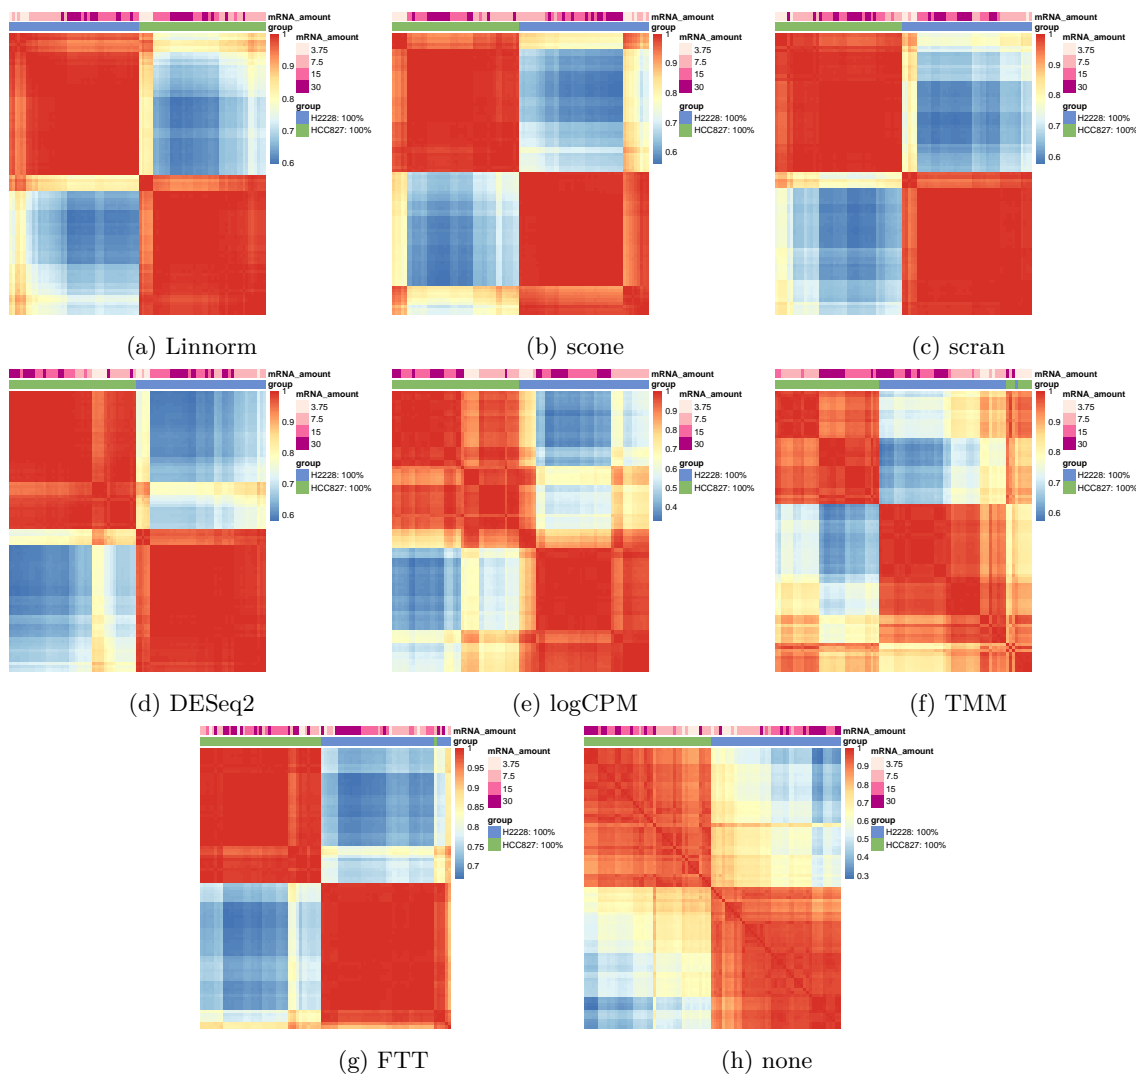 mRNA_amount
group
1
0.9
0.8
0.7
0.6
mRNA_amount
3.75
7.5
15
30
group
H2228: 100%
HCC827: 100%
(a) Linnorm
mRNA_amount
group
1
0.9
0.8
0.7
0.6
mRNA_amount
3.75
7.5
15
30
group
H2228: 100%
HCC827: 100%
(b) scone
mRNA_amount
group
1
0.9
0.8
0.7
0.6
mRNA_amount
3.75
7.5
15
30
group
H2228: 100%
HCC827: 100%
(c) scran
mRNA_amount
group
1
0.9
0.8
0.7
0.6
mRNA_amount
3.75
7.5
15
30
group
H2228: 100%
HCC827: 100%
(d) DESeq2
mRNA_amount
group
1
0.9
0.8
0.7
0.6
0.5
0.4
mRNA_amount
3.75
7.5
15
30
group
H2228: 100%
HCC827: 100%
(e) logCPM
mRNA_amount
group
1
0.9
0.8
0.7
0.6
mRNA_amount
3.75
7.5
15
30
group
H2228: 100%
HCC827: 100%
(f) TMM
mRNA_amount
group
1
0.95
0.9
0.85
0.8
0.75
0.7
mRNA_amount
3.75
7.5
15
30
group
H2228: 100%
HCC827: 100%
(g) FTT
mRNA_amount
group
1
0.9
0.8
0.7
0.6
0.5
0.4
0.3
mRNA_amount
3.75
7.5
15
30
group
H2228: 100%
HCC827: 100%
(h) none